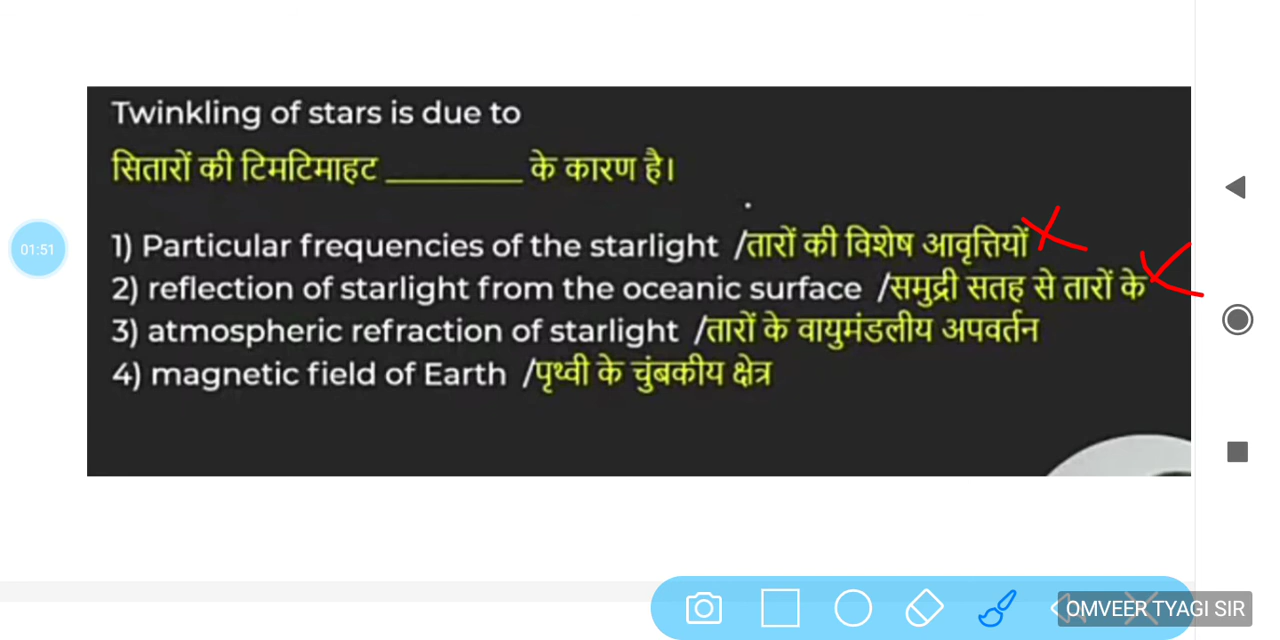 Twinkling of stars is due to
सितारों की टिमटिमाहट ________ के कारण है।
1) Particular frequencies of the starlight /तारों की विशेष आवृत्तियों
01:51
2) reflection of starlight from the oceanic surface /समुद्री सतह से तारों के
3) atmospheric refraction of starlight /तारों के वायुमंडलीय अपवर्तन
4) magnetic field of Earth /पृथ्वी के चुंबकीय क्षेत्र
OMVEER TYAGI SIR